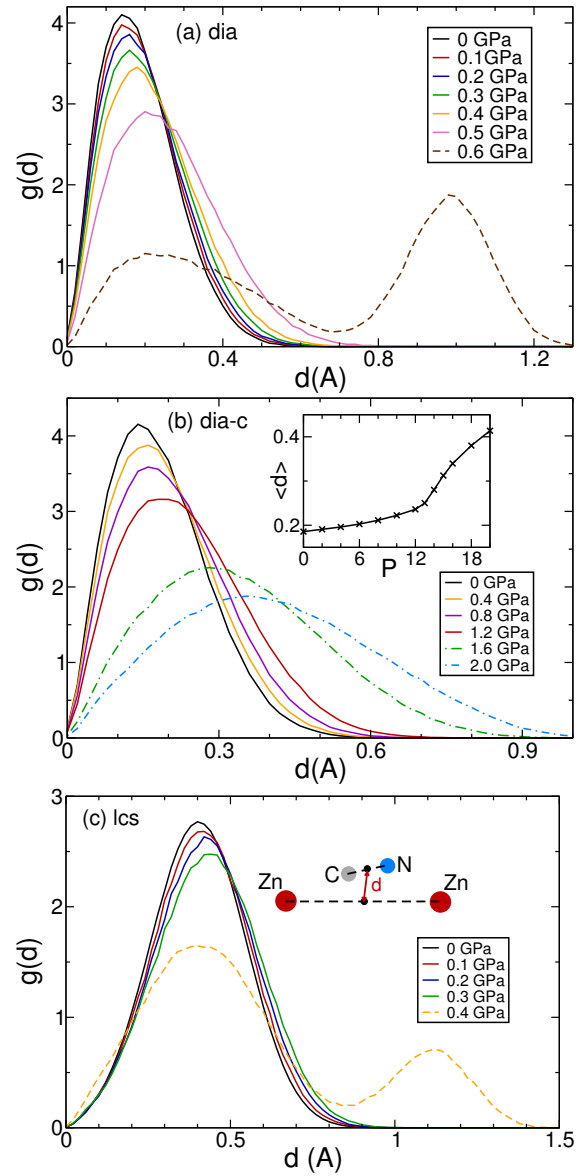 (a) dia
0 GPa
0.1GPa
0.2 GPa
0.3 GPa
0.4 GPa
0.5 GPa
0.6 GPa
g(d)
4
3
2
1
0
0
0.4
0.8
1.2
d(A)
(b) dia-c
<d>
0.4
0.2
0
3
6
9
12
15
18
P
0 GPa
0.4 GPa
0.8 GPa
1.2 GPa
1.6 GPa
2.0 GPa
g(d)
4
3
2
1
0
0
0.3
0.6
0.9
d(A)
(c) lcs
C
N
d
Zn
Zn
0 GPa
0.1 GPa
0.2 GPa
0.3 GPa
0.4 GPa
g(d)
3
2
1
0
0
0.5
1
1.5
d (A)